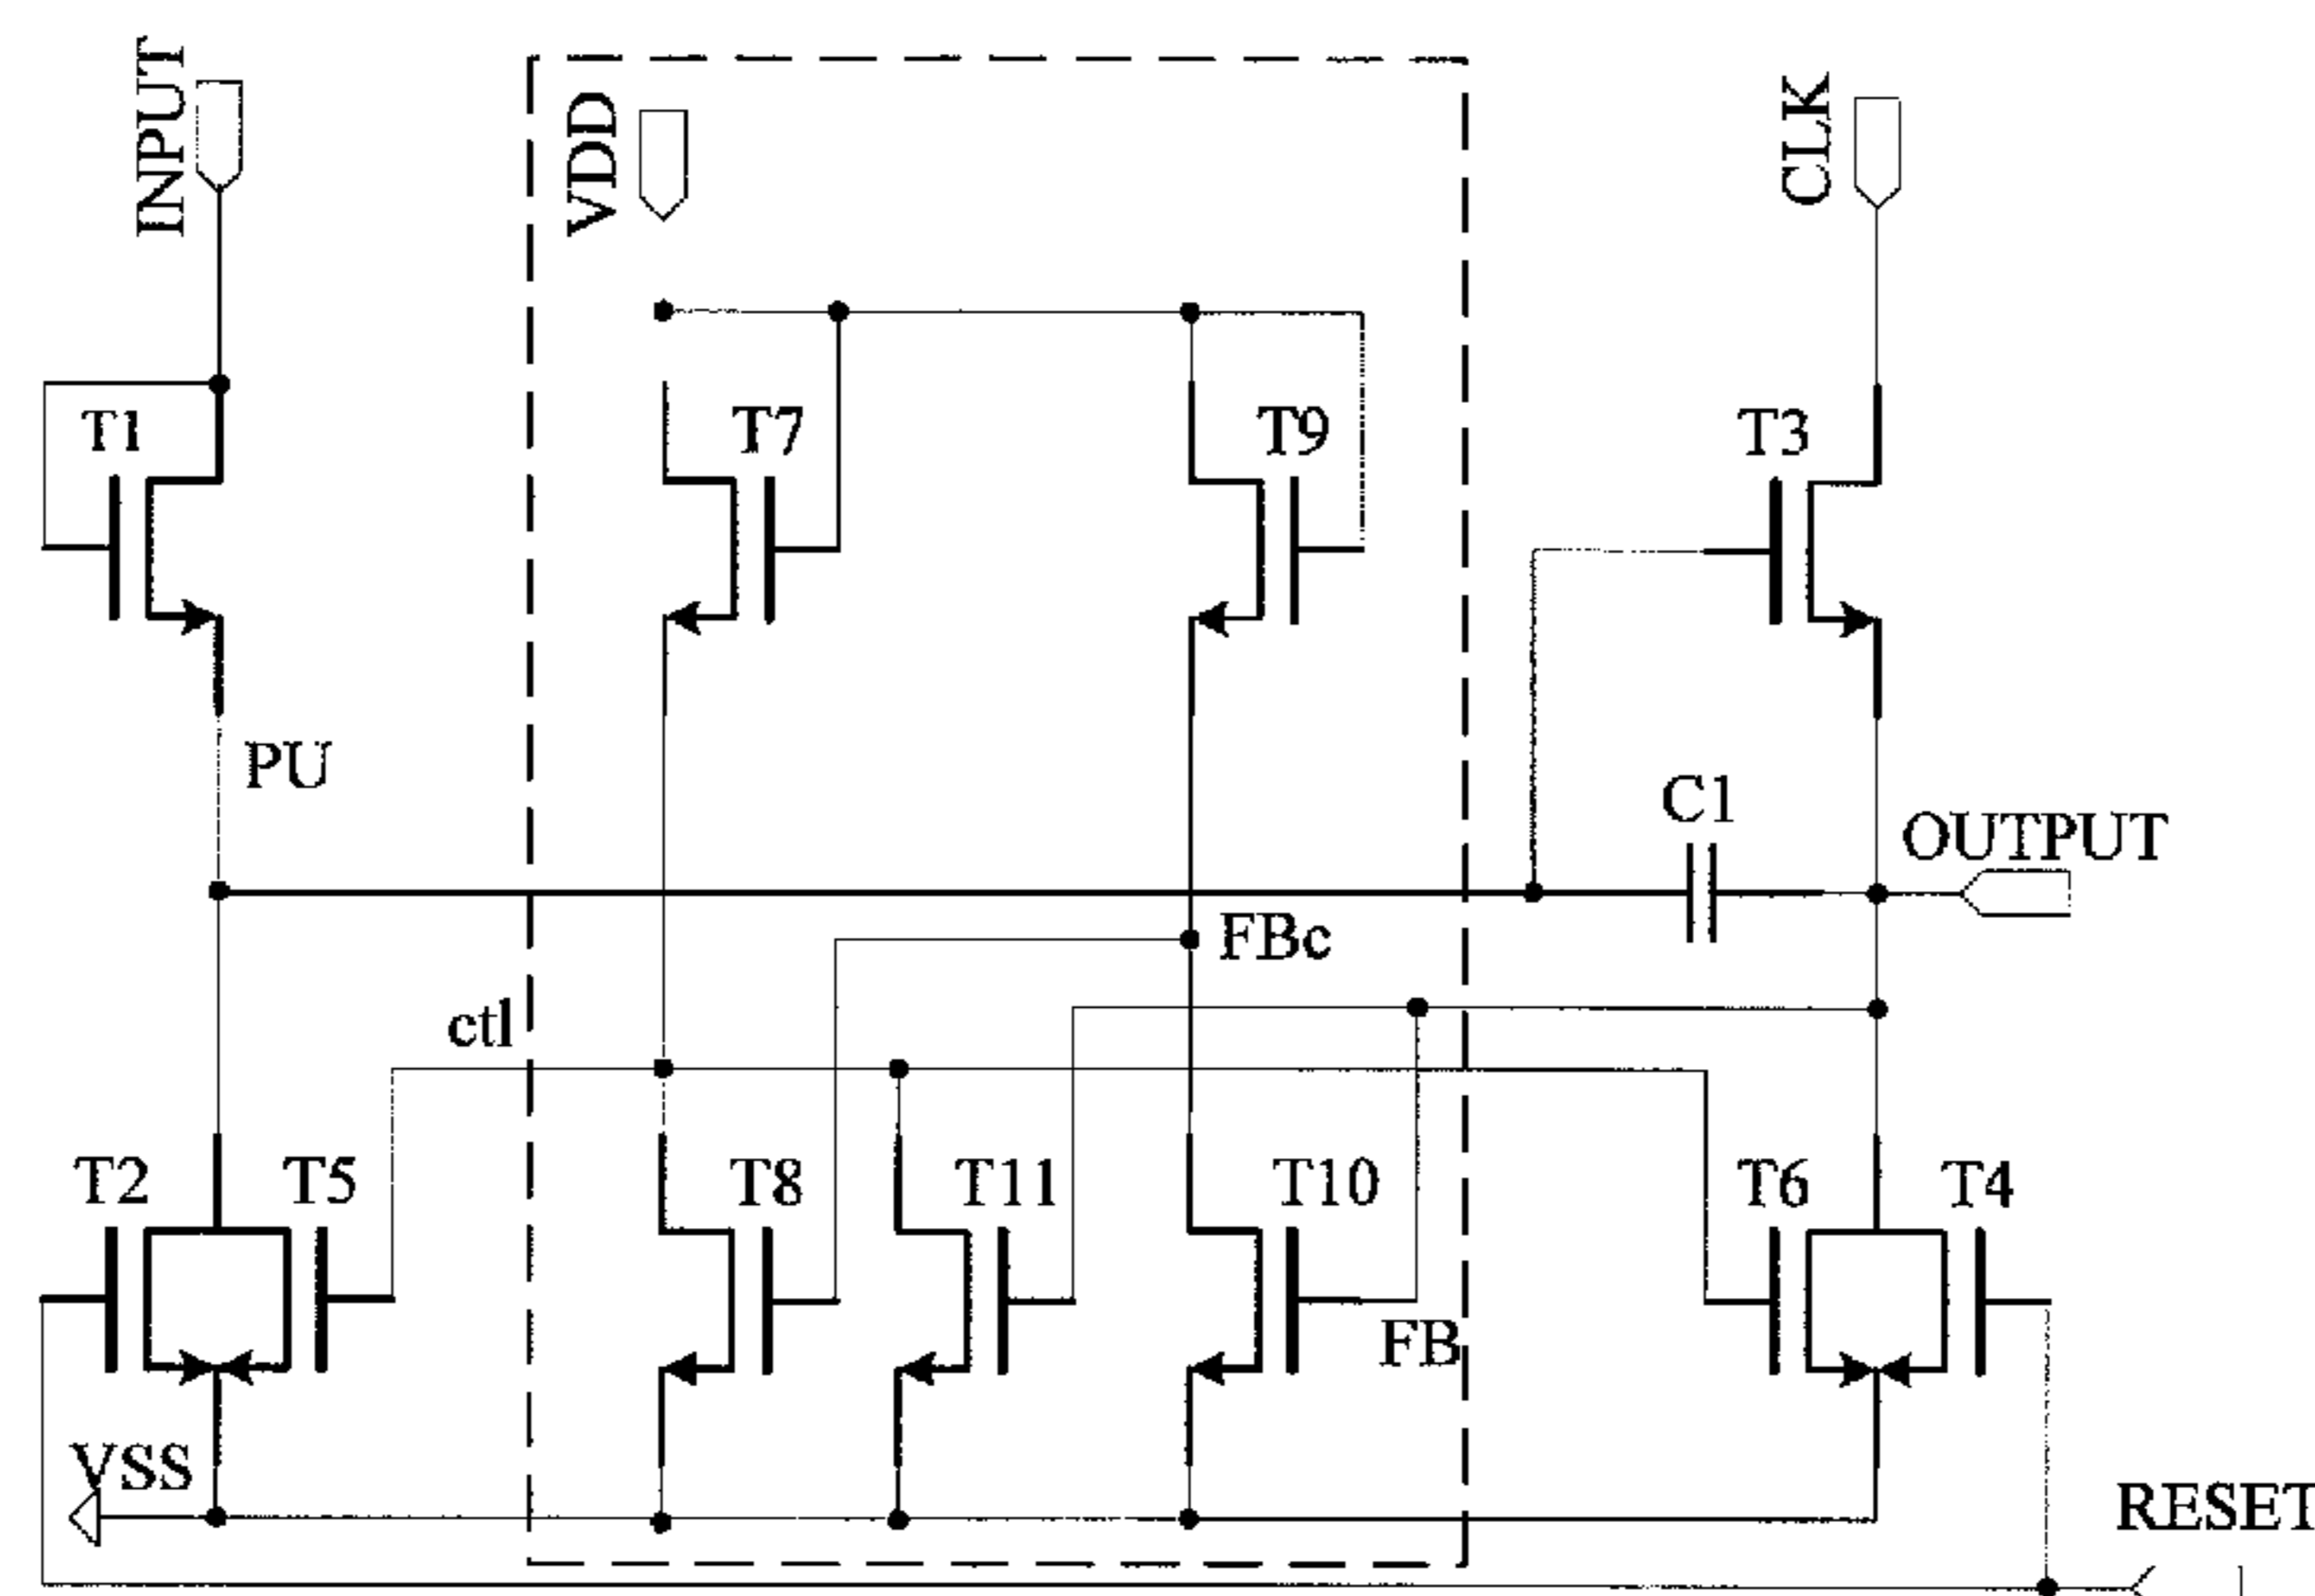 INPUT
VDD
CLK
T1
T7
T9
T3
PU
C1
OUTPUT
FBc
ctl
T2
T5
T8
T11
T10
T6
T4
FB
VSS
RESET